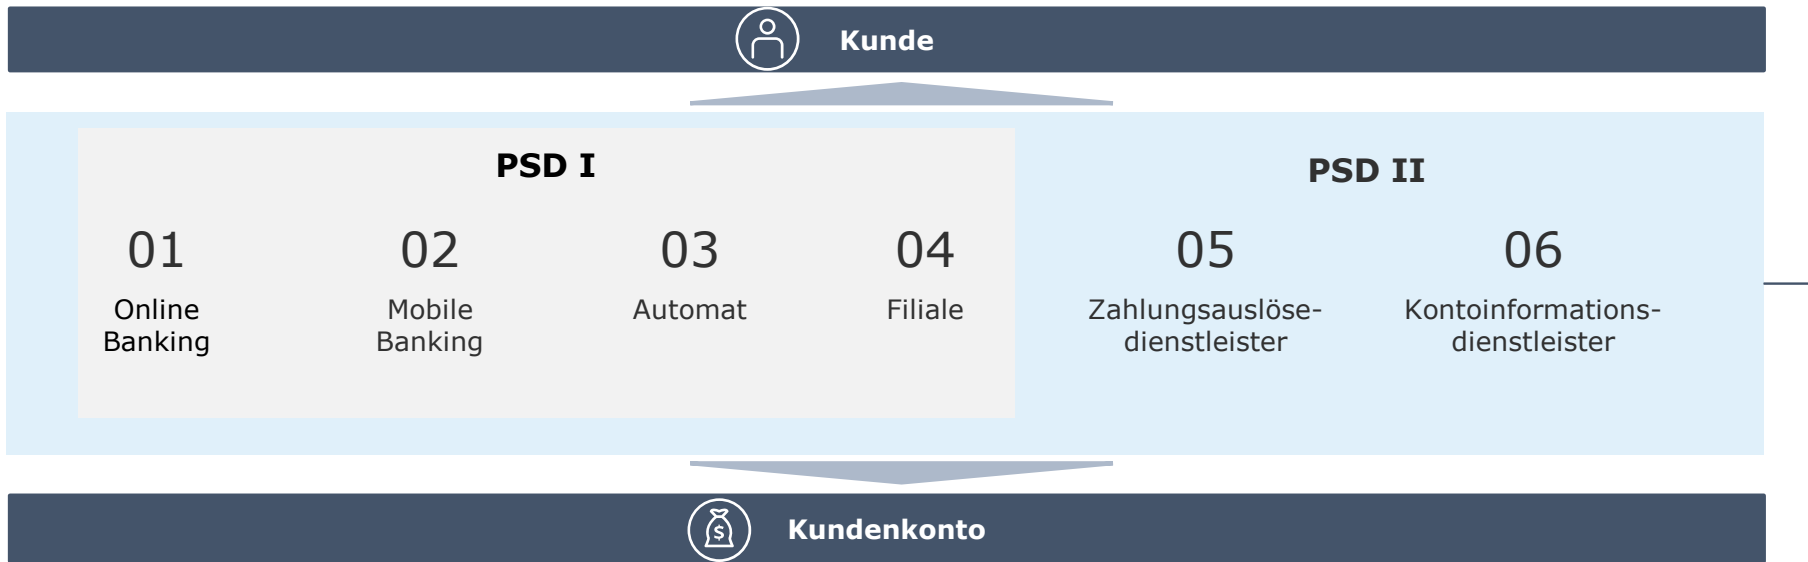 Kunde
PSD I
PSD II
01
02
03
04
05
06
Online
Banking
Mobile
Banking
Automat
Filiale
Zahlungsauslöse-
dienstleister
Kontoinformations-
dienstleister
$
Kundenkonto